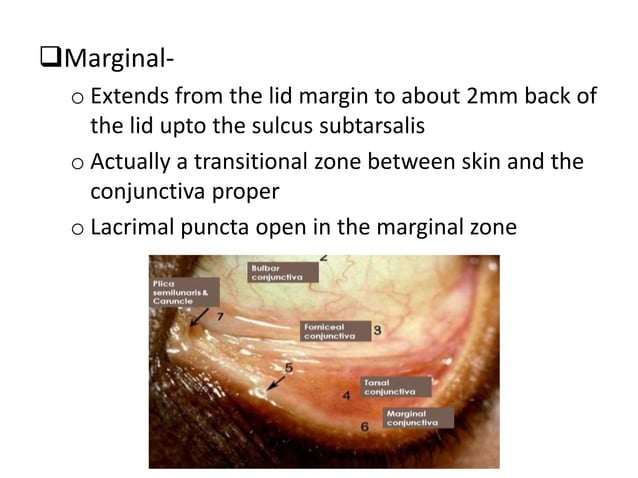 ❑Marginal-
o Extends from the lid margin to about 2mm back of
the lid upto the sulcus subtarsalis
o Actually a transitional zone between skin and the
conjunctiva proper
o Lacrimal puncta open in the marginal zone
2
Bulbar
conjunctiva
Plica
semilunaris &
Caruncle
7
Forniceal
conjunctiva
3
5
Tarsal
conjunctiva
4
Marginal
conjunctiva
6